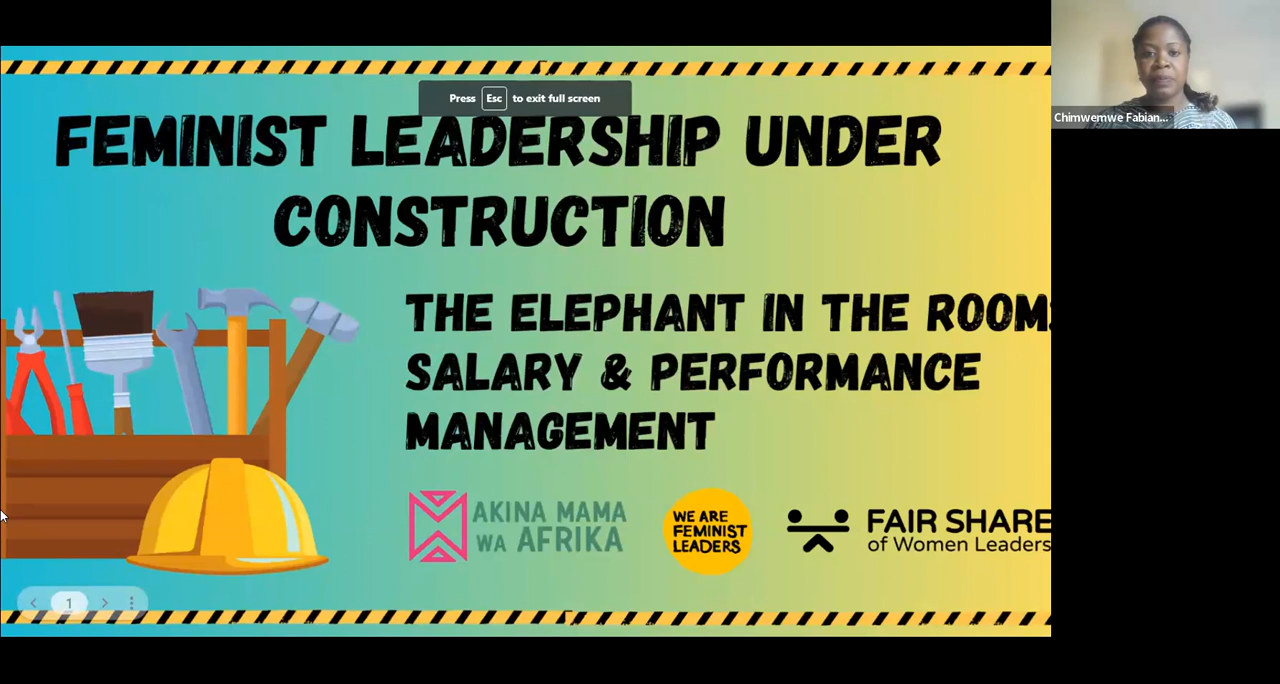 Press Esc to exit full screen
FEMINIST LEADERSHIP UNDER
CONSTRUCTION
THE ELEPHANT IN THE ROOM:
SALARY & PERFORMANCE
MANAGEMENT
AKINA MAMA
WA AFRIKA
WE ARE
FEMINIST
LEADERS
FAIR SHARE
of Women Leaders
1
Chimwemwe Fabian...